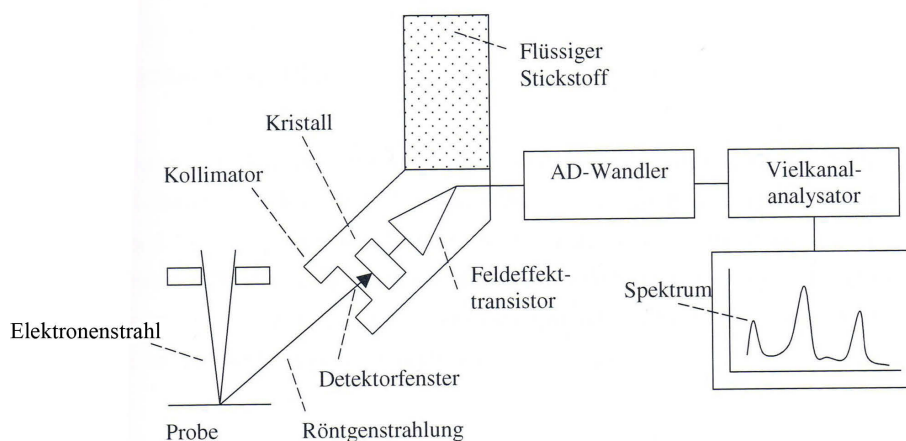 Flüssiger
Stickstoff
Kristall
Kollimator
AD-Wandler
Vielkanal-
analysator
Feldeffekt-
transistor
Spektrum
Elektronenstrahl
Detektorfenster
Probe
Röntgenstrahlung